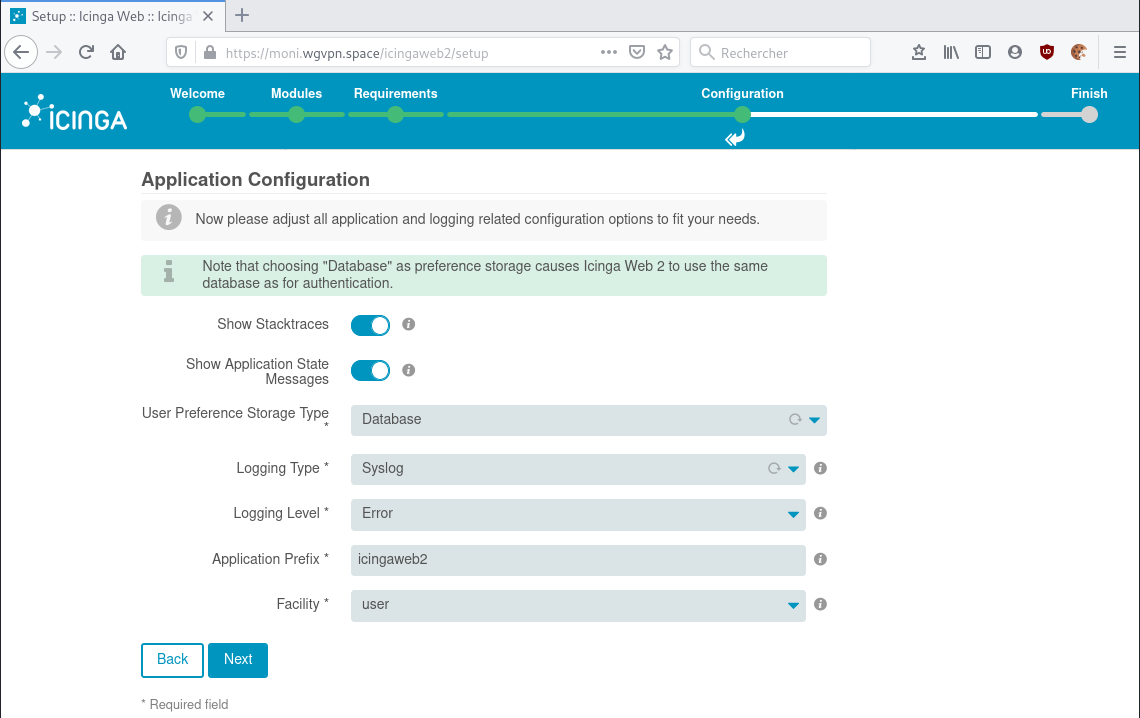 Setup :: Icinga Web :: Icinga
https://moni.wgvpn.space/icingaweb2/setup
Rechercher
ICINGA
Welcome
Modules
Requirements
Configuration
Finish
Application Configuration
Now please adjust all application and logging related configuration options to fit your needs.
Note that choosing "Database" as preference storage causes Icinga Web 2 to use the same
database as for authentication.
Show Stacktraces
Show Application State
Messages
User Preference Storage Type
*
Database
Logging Type *
Syslog
Logging Level *
Error
Application Prefix *
icingaweb2
Facility *
user
Back
Next
* Required field